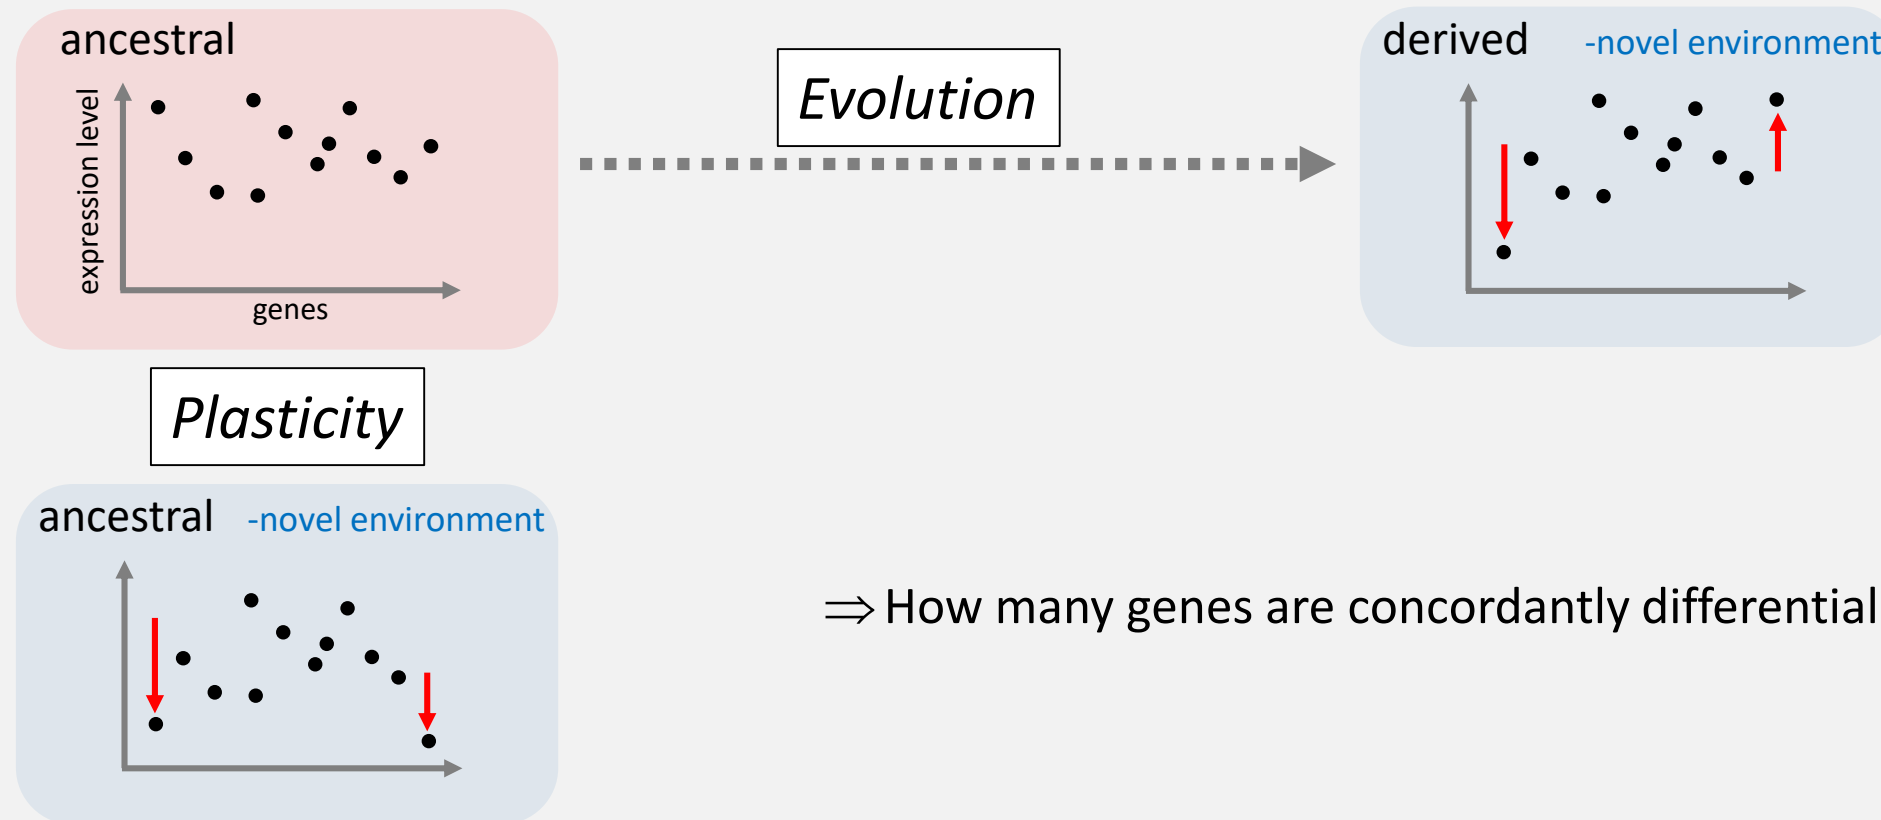 ancestral
expression level
genes
Evolution
derived -novel environment
Plasticity
ancestral -novel environment
⇒ How many genes are concordantly differential